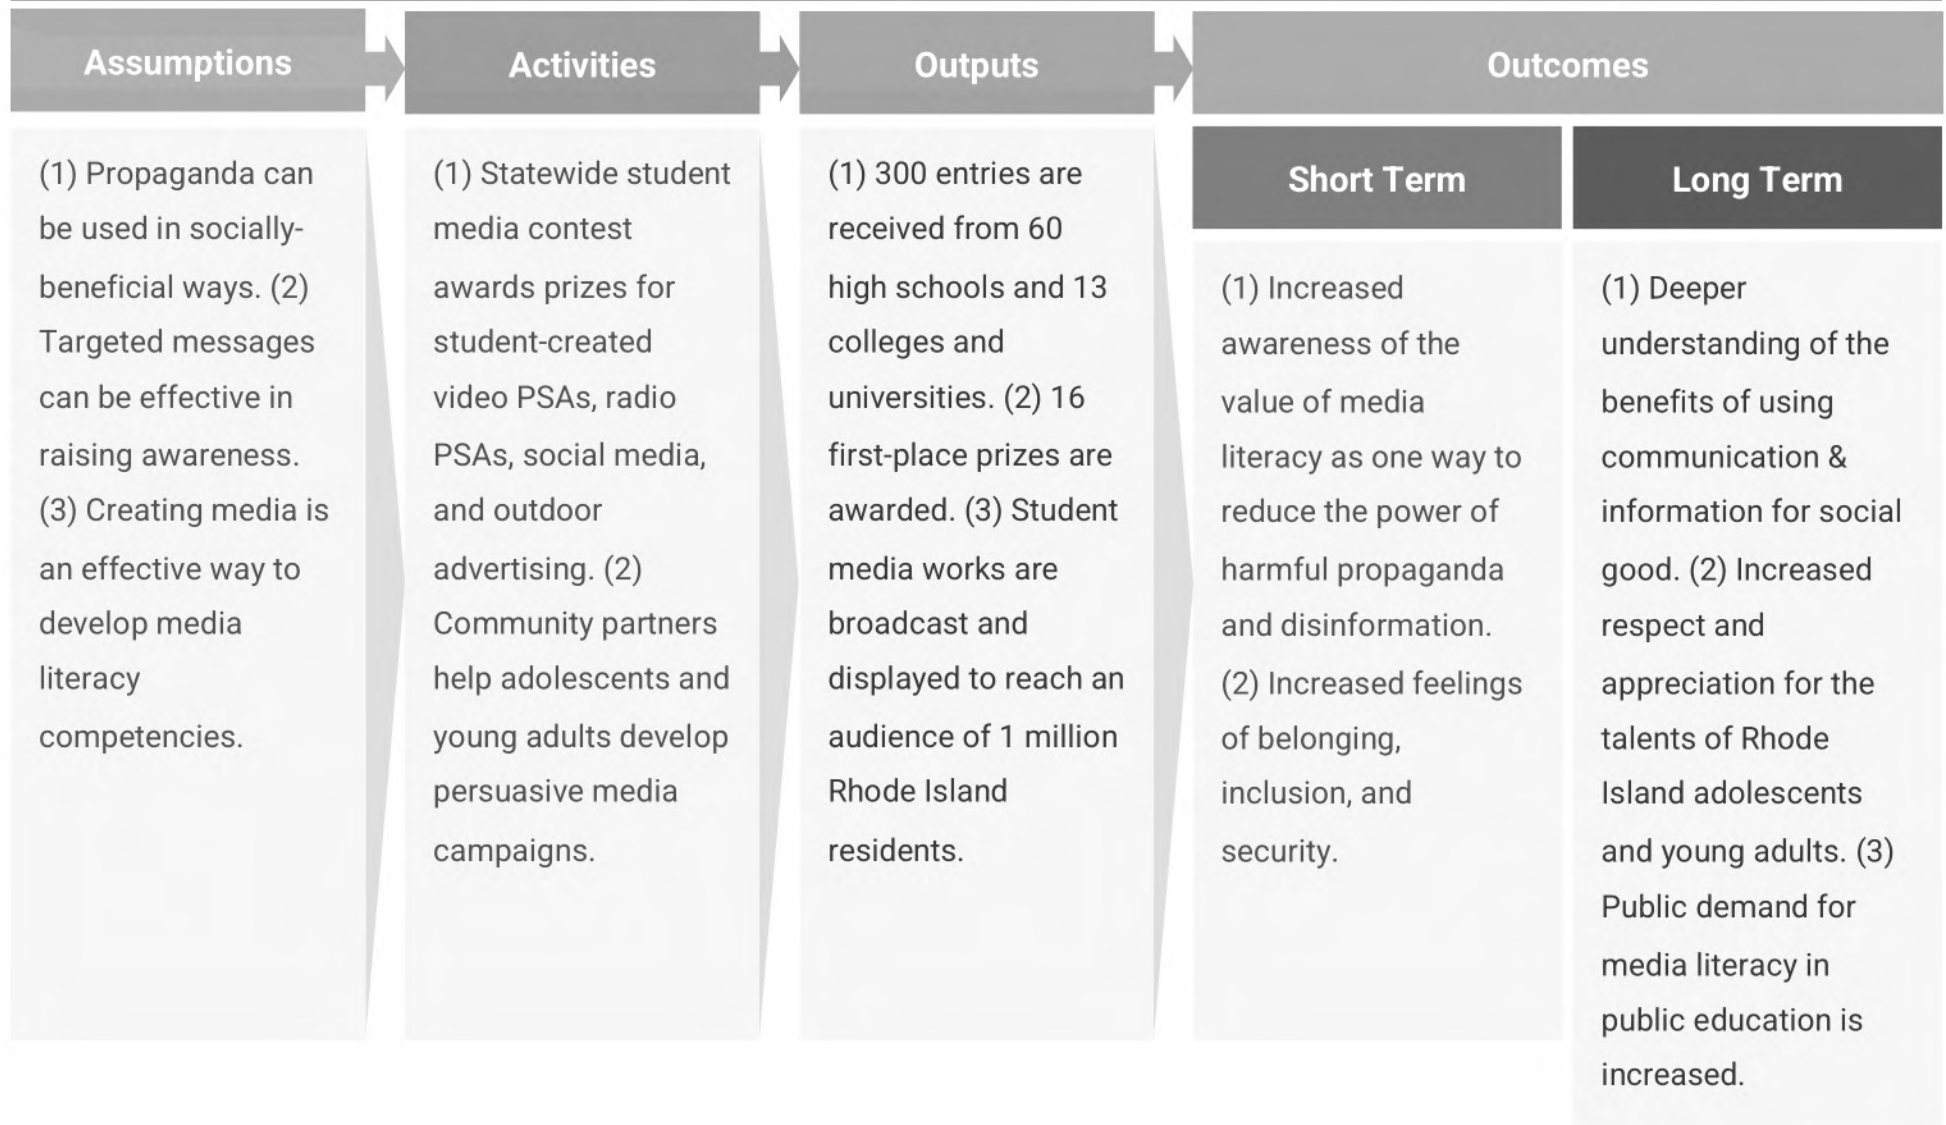 Assumptions
(1) Propaganda can
be used in socially-
beneficial ways. (2)
Targeted messages
can be effective in
raising awareness.
(3) Creating media is
an effective way to
develop media
literacy
competencies.
Activities
(1) Statewide student
media contest
awards prizes for
student-created
video PSAs, radio
PSAs, social media,
and outdoor
advertising. (2)
Community partners
help adolescents and
young adults develop
persuasive media
campaigns.
Outputs
(1) 300 entries are
received from 60
high schools and 13
colleges and
universities. (2) 16
first-place prizes are
awarded. (3) Student
media works are
broadcast and
displayed to reach an
audience of 1 million
Rhode Island
residents.
Outcomes
Short Term
(1) Increased
awareness of the
value of media
literacy as one way to
reduce the power of
harmful propaganda
and disinformation.
(2) Increased feelings
of belonging,
inclusion, and
security.
Long Term
(1) Deeper
understanding of the
benefits of using
communication &
information for social
good. (2) Increased
respect and
appreciation for the
talents of Rhode
Island adolescents
and young adults. (3)
Public demand for
media literacy in
public education is
increased.